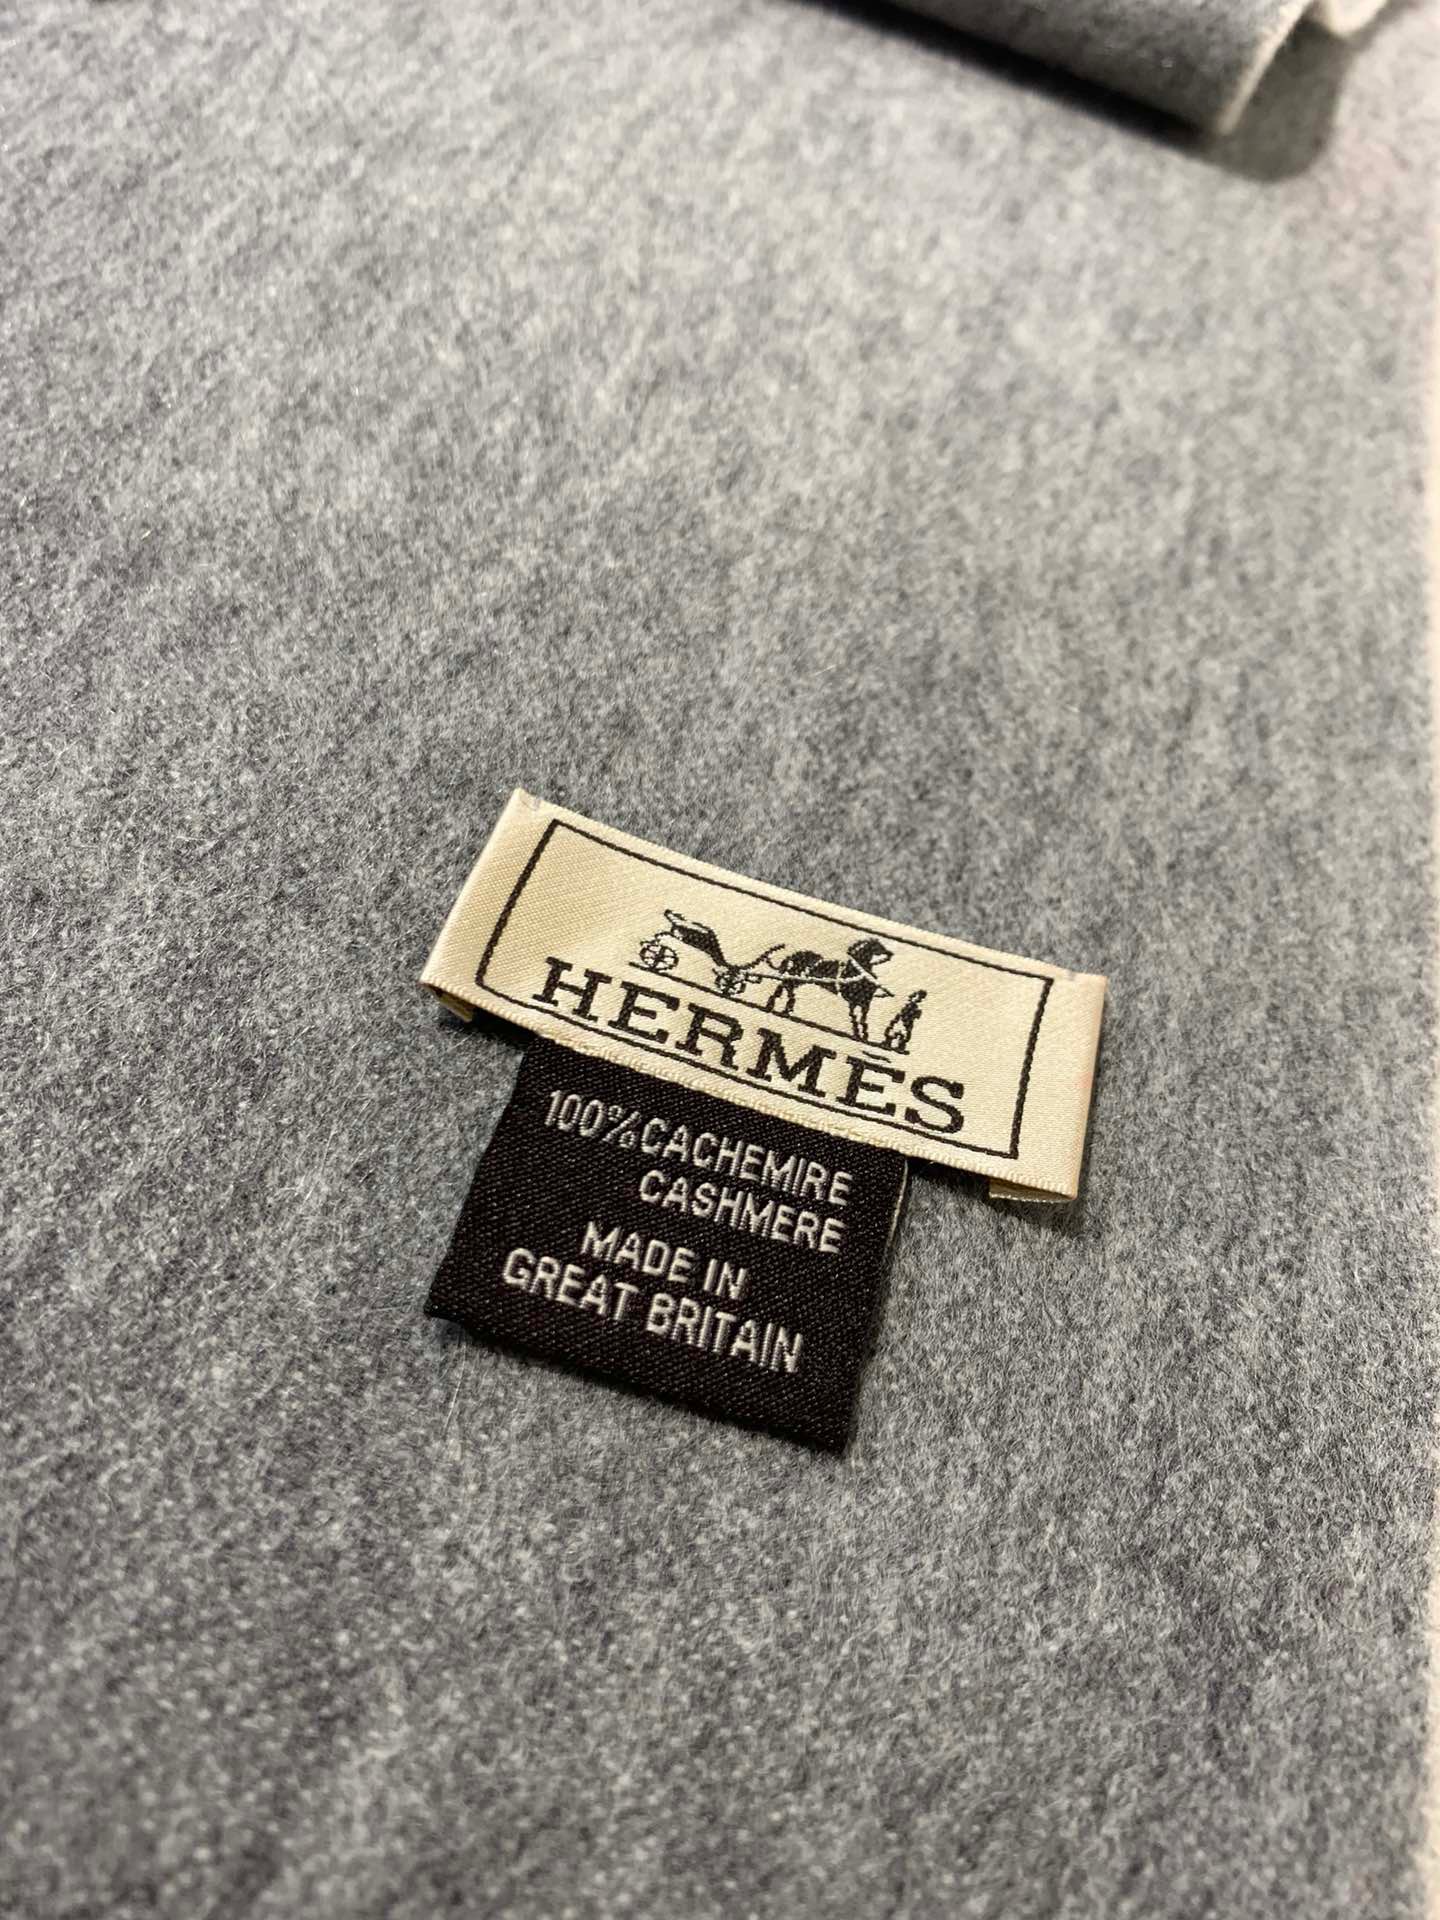 HERMÈS
100% CACHEMIRE
CASHMERE
MADE IN
GREAT BRITAIN